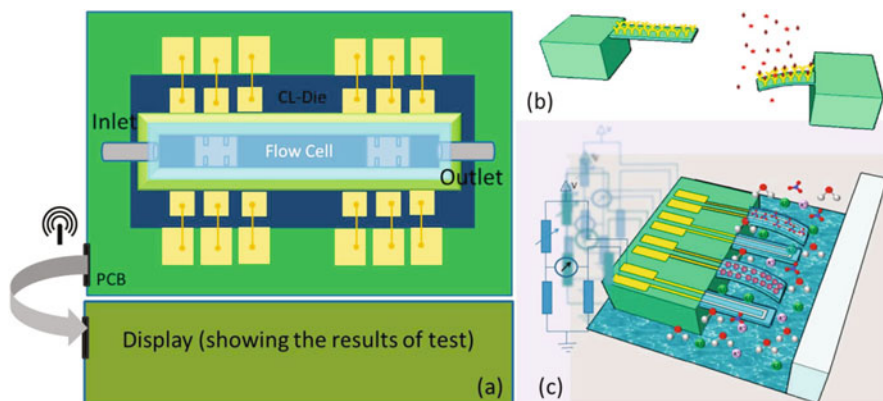 CL-Die
Inlet
Flow Cell
Outlet
PCB
Display (showing the results of test)
(a)
(b)
(c)
V